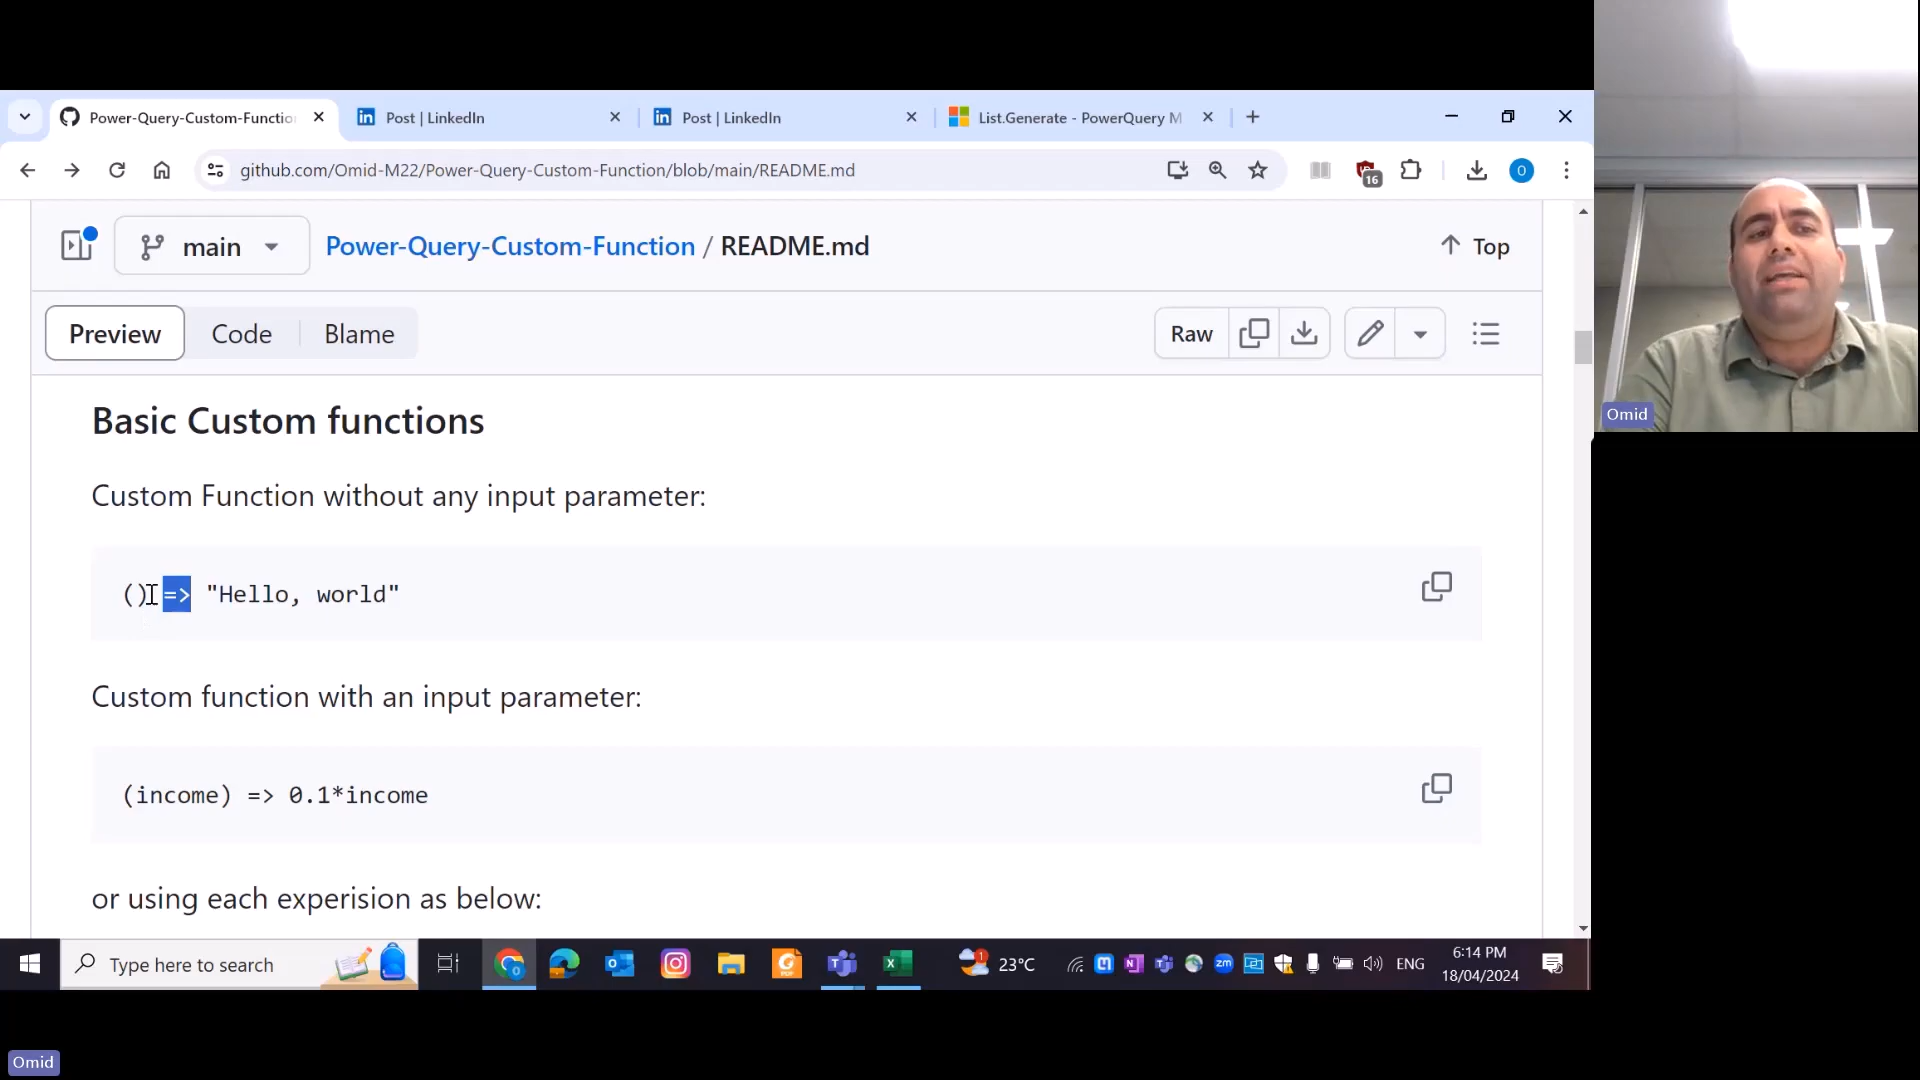 Power-Query-Custom-Functio
Post | LinkedIn
Post | LinkedIn
List.Generate - PowerQuery M
github.com/Omid-M22/Power-Query-Custom-Function/blob/main/README.md
16
O
main
Power-Query-Custom-Function / README.md
Top
Preview
Code
Blame
Raw
Basic Custom functions
Custom Function without any input parameter:
() => "Hello, world"
Custom function with an input parameter:
(income) => 0.1*income
or using each experision as below:
Omid
Type here to search
1
23°C
zm
ENG
6:14 PM
18/04/2024
Omid